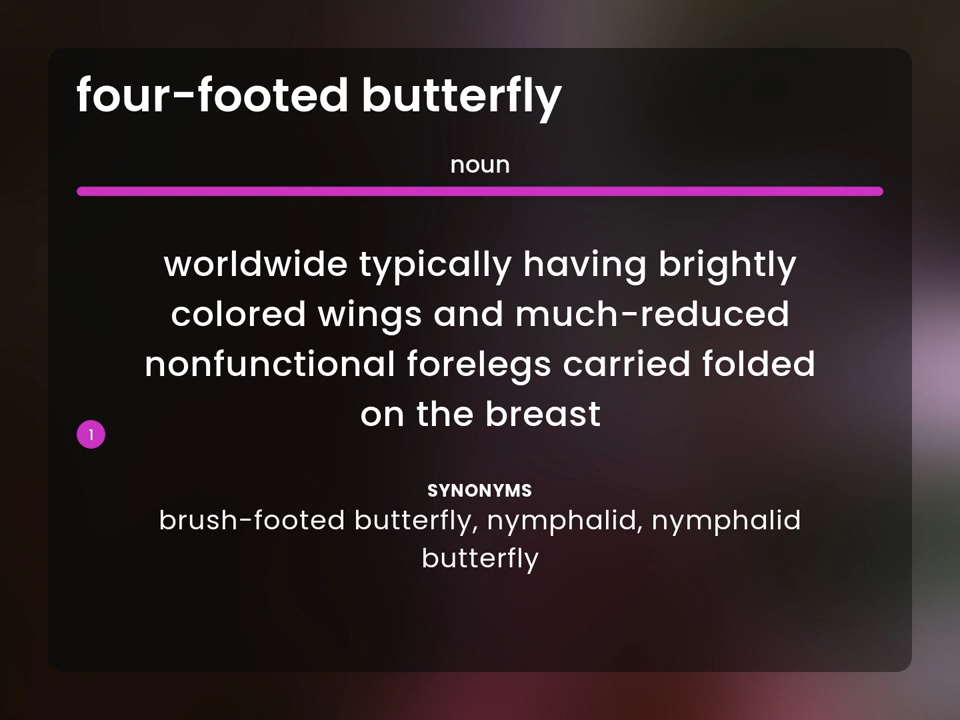 four-footed butterfly
noun
worldwide typically having brightly
colored wings and much-reduced
nonfunctional forelegs carried folded
on the breast
1
SYNONYMS
brush-footed butterfly, nymphalid, nymphalid
butterfly